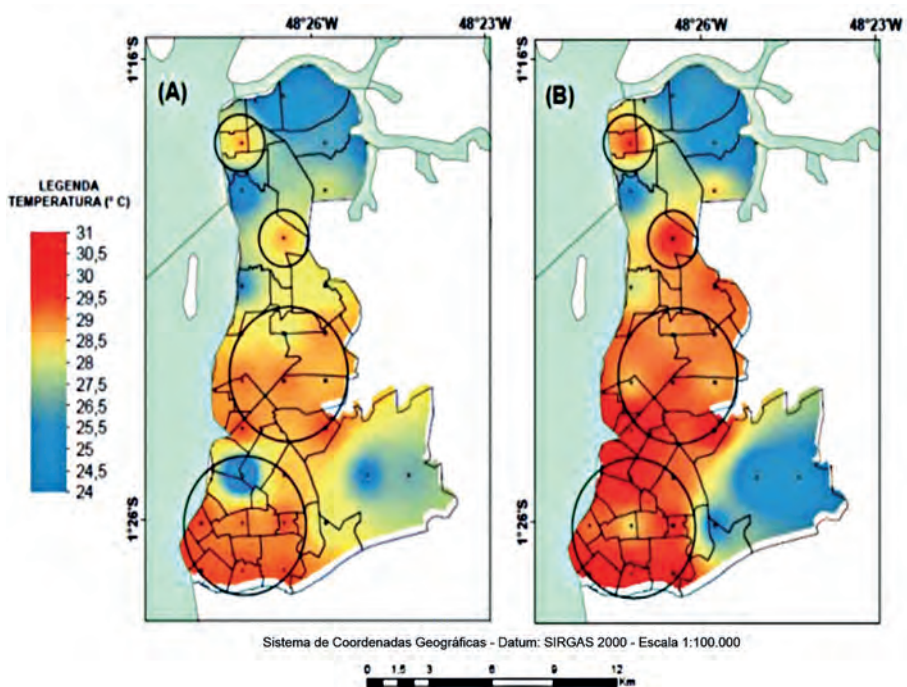 48°26'W 48°23'W 48°26'W 48°23'W
1°16'S 1°16'S
(A) (B)
LEGENDA
TEMPERATURA (° C)
31
30,5
30
29,5
29
28,5
28
27,5
26,5
25,5
24,5
24
1°26'S 1°26'S
Sistema de Coordenadas Geográficas - Datum: SIRGAS 2000 - Escala 1:100.000
0 1,5 3 6 9 12
Km